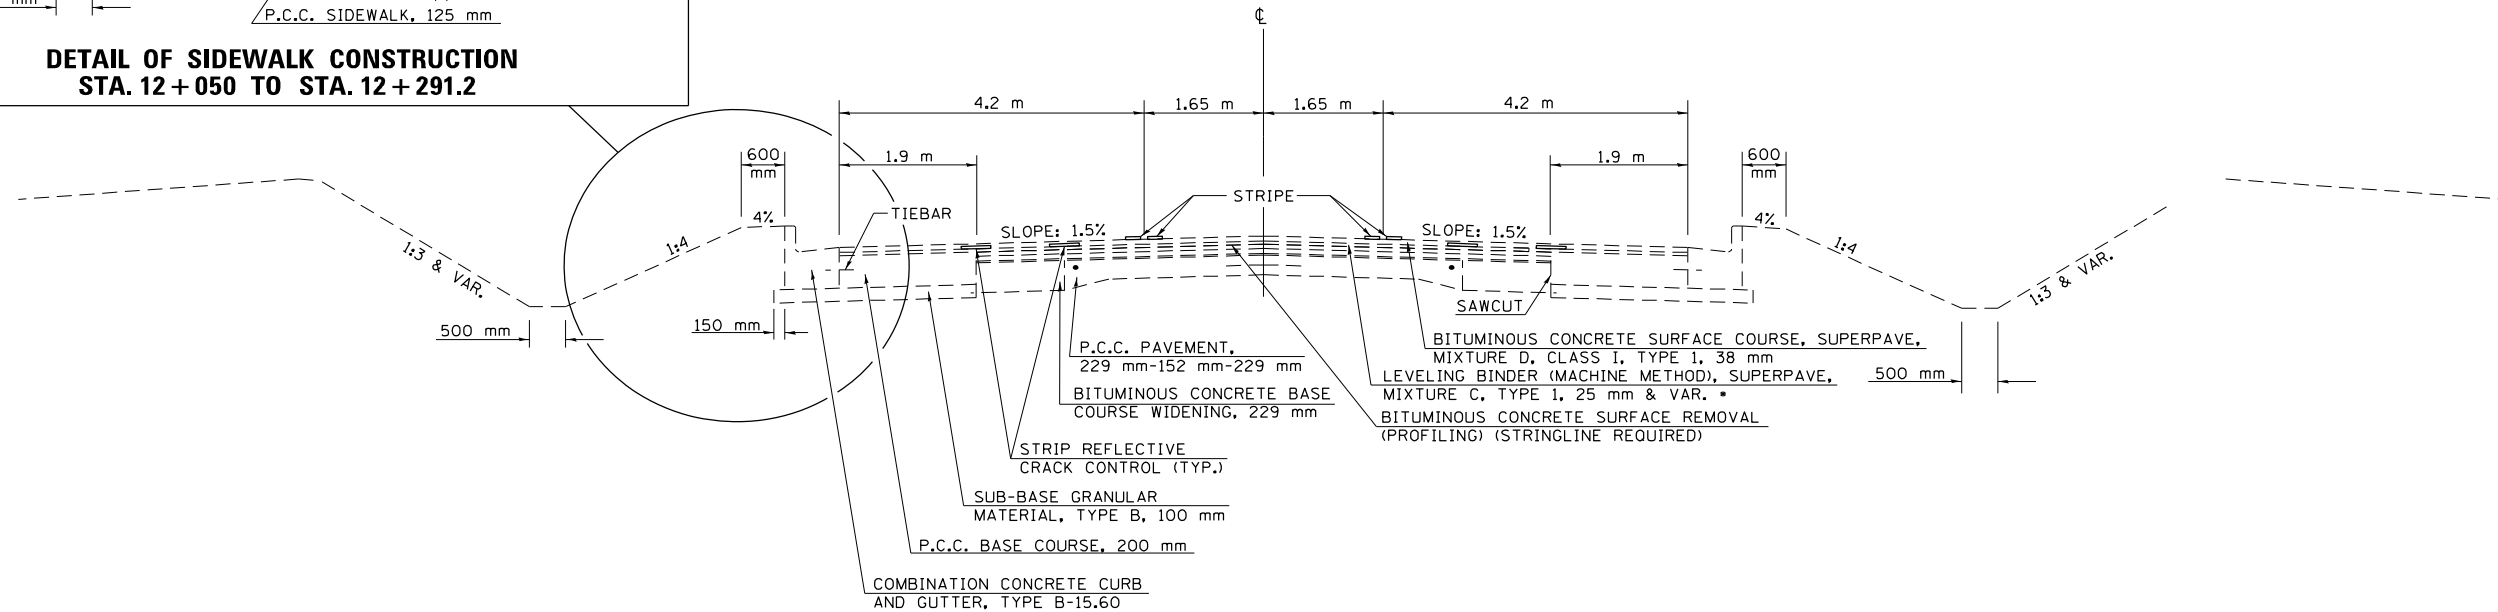 mm
P.C.C. SIDEWALK, 125 mm
DETAIL OF SIDEWALK CONSTRUCTION
STA. 12+050 TO STA. 12+291.2
℄
4.2 m
1.65 m
1.65 m
4.2 m
600
mm
1.9 m
1.9 m
600
mm
STRIPE
TIEBAR
4%
SLOPE: 1.5%
SLOPE: 1.5%
4%
1:3 & VAR.
1:4
1:4
1:3 & VAR.
SAWCUT
500 mm
150 mm
P.C.C. PAVEMENT,
229 mm-152 mm-229 mm
BITUMINOUS CONCRETE SURFACE COURSE, SUPERPAVE,
MIXTURE D, CLASS I, TYPE 1, 38 mm
LEVELING BINDER (MACHINE METHOD), SUPERPAVE,
MIXTURE C, TYPE 1, 25 mm & VAR. *
500 mm
BITUMINOUS CONCRETE BASE
COURSE WIDENING, 229 mm
BITUMINOUS CONCRETE SURFACE REMOVAL
(PROFILING) (STRINGLINE REQUIRED)
STRIP REFLECTIVE
CRACK CONTROL (TYP.)
SUB-BASE GRANULAR
MATERIAL, TYPE B, 100 mm
P.C.C. BASE COURSE, 200 mm
COMBINATION CONCRETE CURB
AND GUTTER, TYPE B-15.60